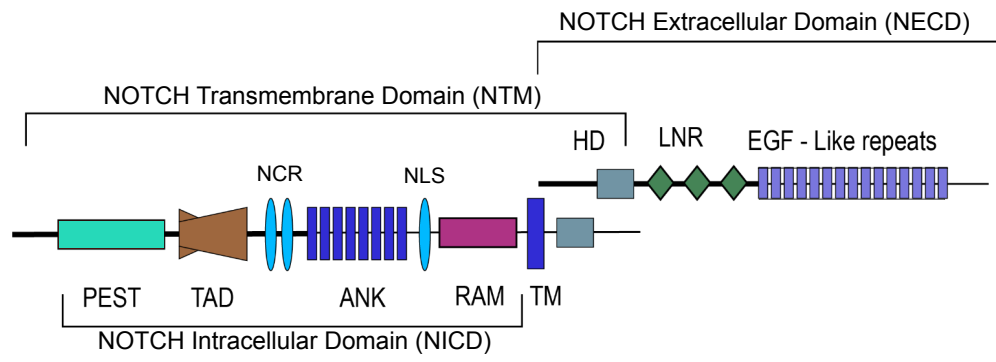 NOTCH Extracellular Domain (NECD)
NOTCH Transmembrane Domain (NTM)
HD
LNR
EGF - Like repeats
NCR
NLS
PEST
TAD
ANK
RAM
TM
NOTCH Intracellular Domain (NICD)